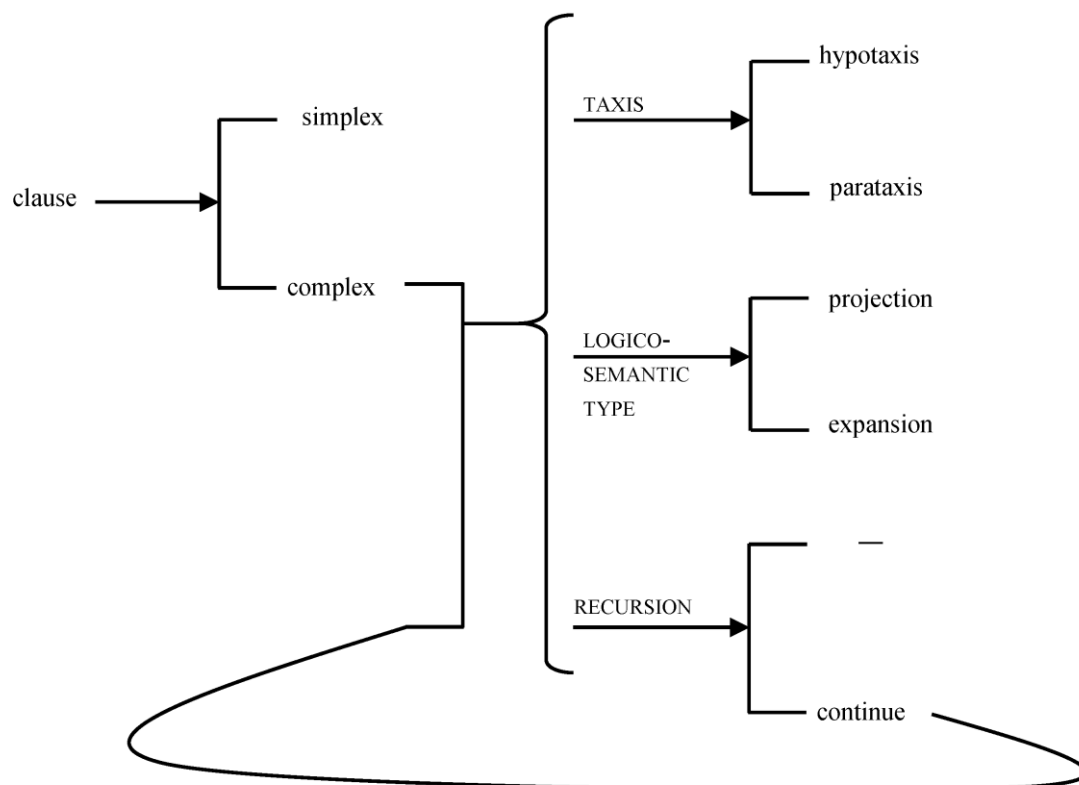 hypotaxis
TAXIS
simplex
parataxis
clause
complex
projection
LOGICO-
SEMANTIC
TYPE
expansion
—
RECURSION
continue